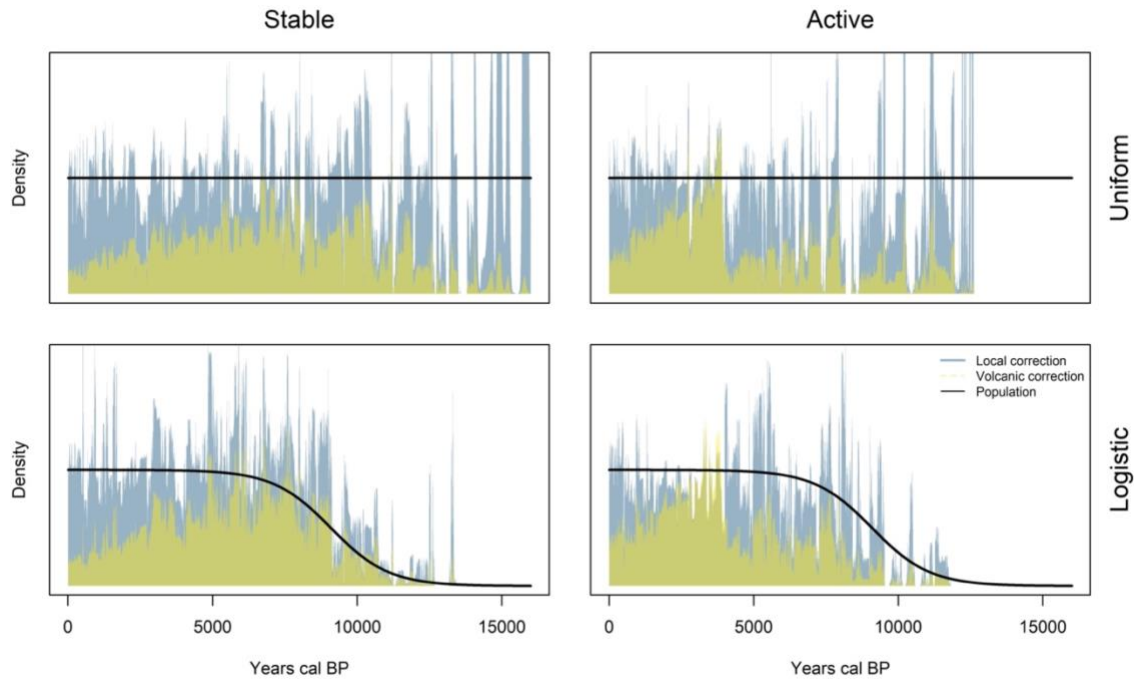 Stable
Active
Density
Uniform
Local correction
Volcanic correction
Population
Density
Logistic
0
5000
10000
15000
0
5000
10000
15000
Years cal BP
Years cal BP